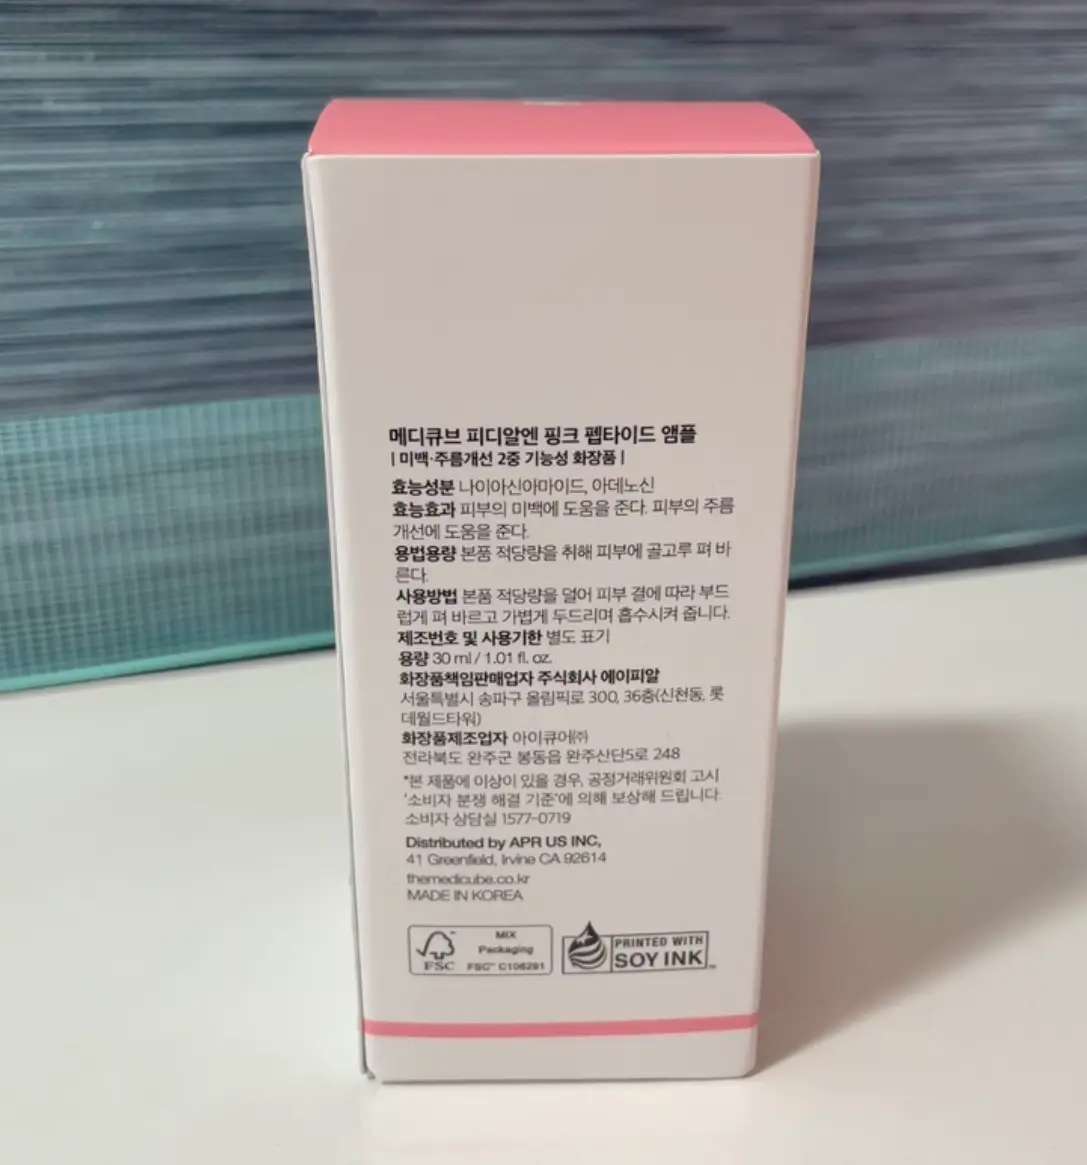 메디큐브 피디알엔 핑크 펩타이드 앰플
| 미백·주름개선 2중 기능성 화장품 |
효능성분 나이아신아마이드, 아데노신
효능효과 피부의 미백에 도움을 준다. 피부의 주름
개선에 도움을 준다.
용법용량 본품 적당량을 취해 피부에 골고루 펴 바
른다.
사용방법 본품 적당량을 덜어 피부 결에 따라 부드
럽게 펴 바르고 가볍게 두드리며 흡수시켜 줍니다.
제조번호 및 사용기한 별도 표기
용량 30 ml / 1.01 fl. oz.
화장품책임판매업자 주식회사 에이피알
서울특별시 송파구 올림픽로 300, 36층(신천동, 롯
데월드타워)
화장품제조업자 아이큐어㈜
전라북도 완주군 봉동읍 완주산단5로 248
*본 제품에 이상이 있을 경우, 공정거래위원회 고시
'소비자 분쟁 해결 기준'에 의해 보상해 드립니다.
소비자 상담실 1577-0719
Distributed by APR US INC,
41 Greenfield, Irvine CA 92614
themedicube.co.kr
MADE IN KOREA
FSC™
MIX
Packaging
FSC™ C106291
PRINTED WITH
SOY INK™